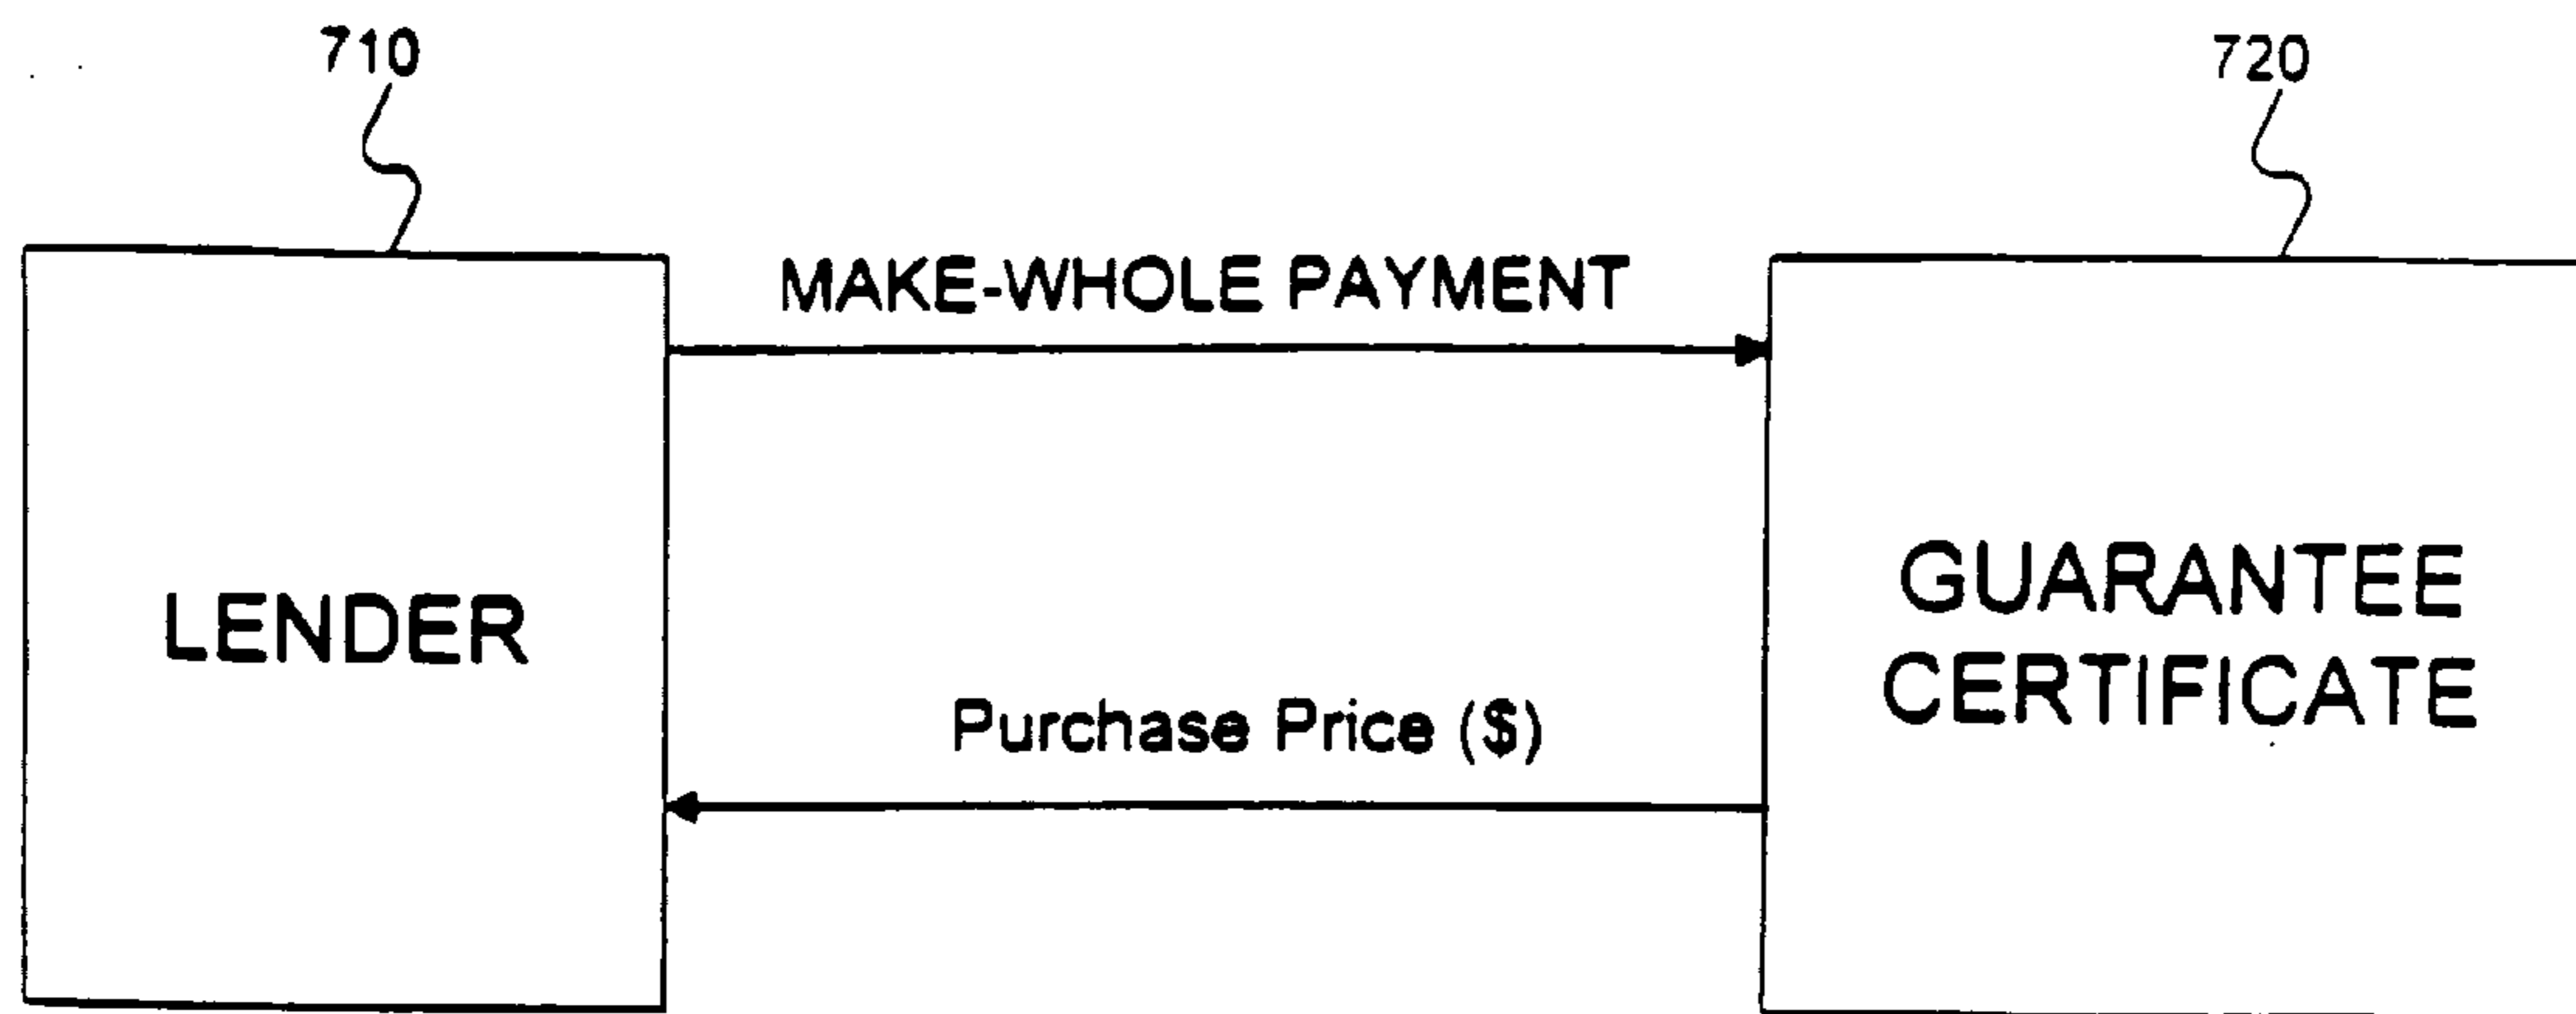 710
720
MAKE-WHOLE PAYMENT
LENDER
GUARANTEE
CERTIFICATE
Purchase Price ($)